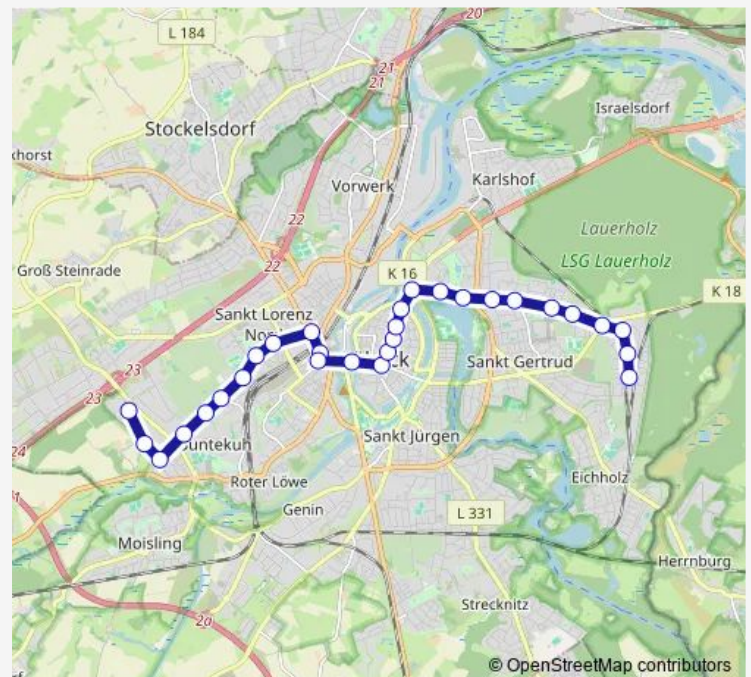 20
L 184
21
21
Stockelsdorf
Israelsdorf
khorst
Vorwerk
Karlshof
22
Lauerholz
22
LSG Lauerholz
Groß Steinrade
K 16
K 18
Sankt Lorenz
Sankt Gertrud
23
23
Sankt Jürgen
24
untekuh
Roter Löwe
Eichholz
Genin
L 331
Moisling
Herrnburg
Strecknitz
© OpenStreetMap contributors